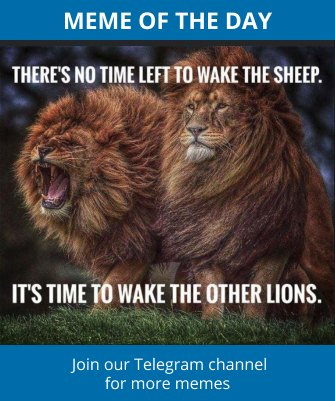 MEME OF THE DAY
THERE'S NO TIME LEFT TO WAKE THE SHEEP.
IT'S TIME TO WAKE THE OTHER LIONS.
Join our Telegram channel
for more memes